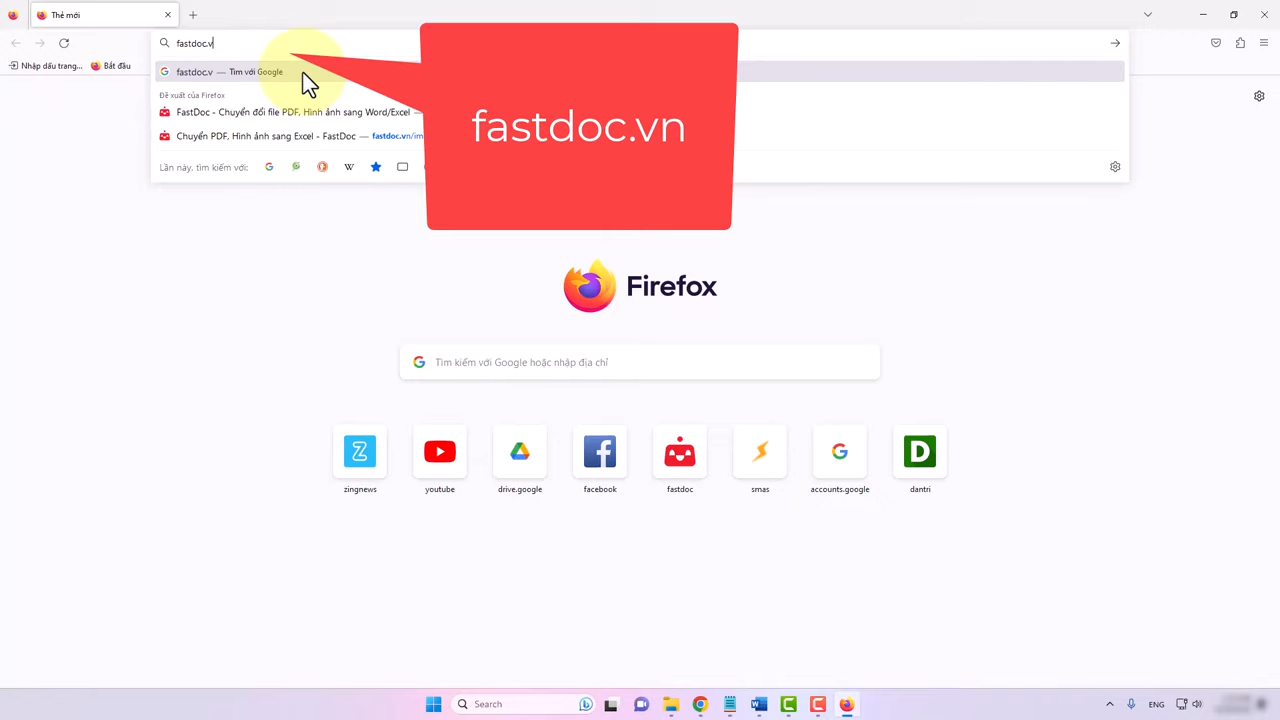 Thẻ mới
fastdoc.v
Nhập dấu trang...
Bắt đầu
fastdoc.v — Tìm với Google
Đề xuất của Firefox
FastDoc - Chuyển đổi file PDF, Hình ảnh sang Word/Excel —
Chuyển PDF, Hình ảnh sang Excel - FastDoc — fastdoc.vn/im
Lần này, tìm kiếm với:
fastdoc.vn
Firefox
Tìm kiếm với Google hoặc nhập địa chỉ
zingnews
youtube
drive.google
facebook
fastdoc
smas
accounts.google
dantri
Search
ENG